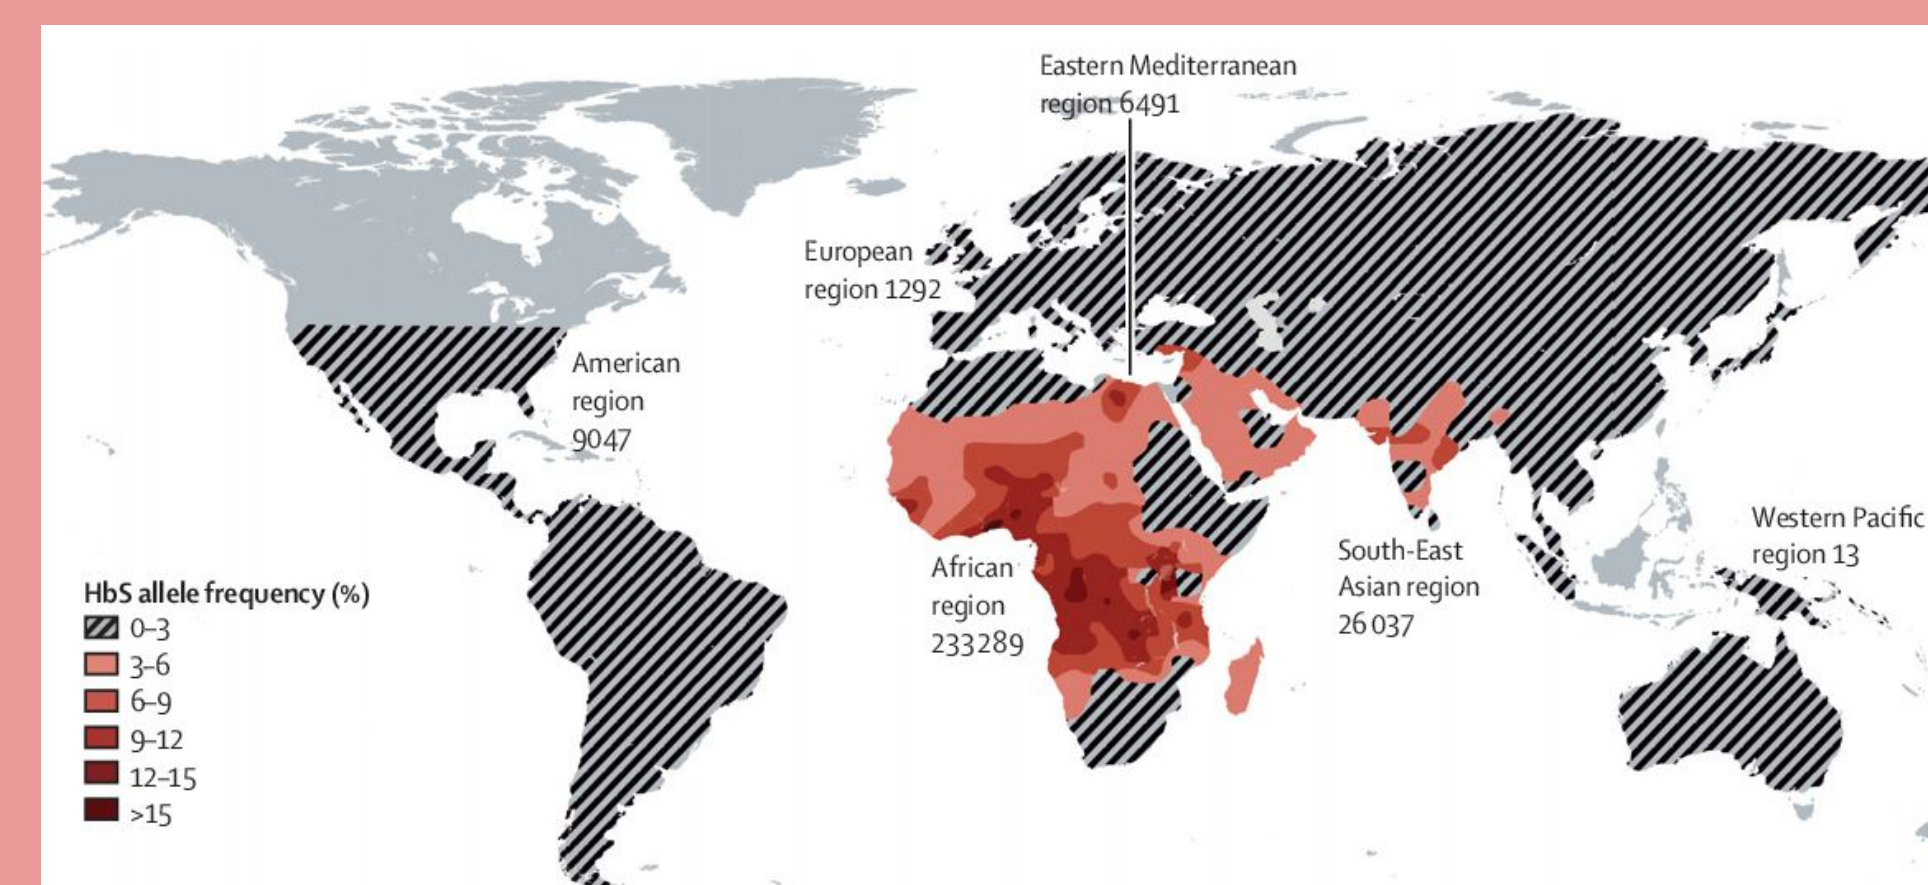 Eastern Mediterranean
region 6491
European
region 1292
American
region
9047
African
region
233289
South-East
Asian region
26 037
Western Pacific
region 13
HbS allele frequency (%)
0–3
3–6
6–9
9–12
12–15
>15